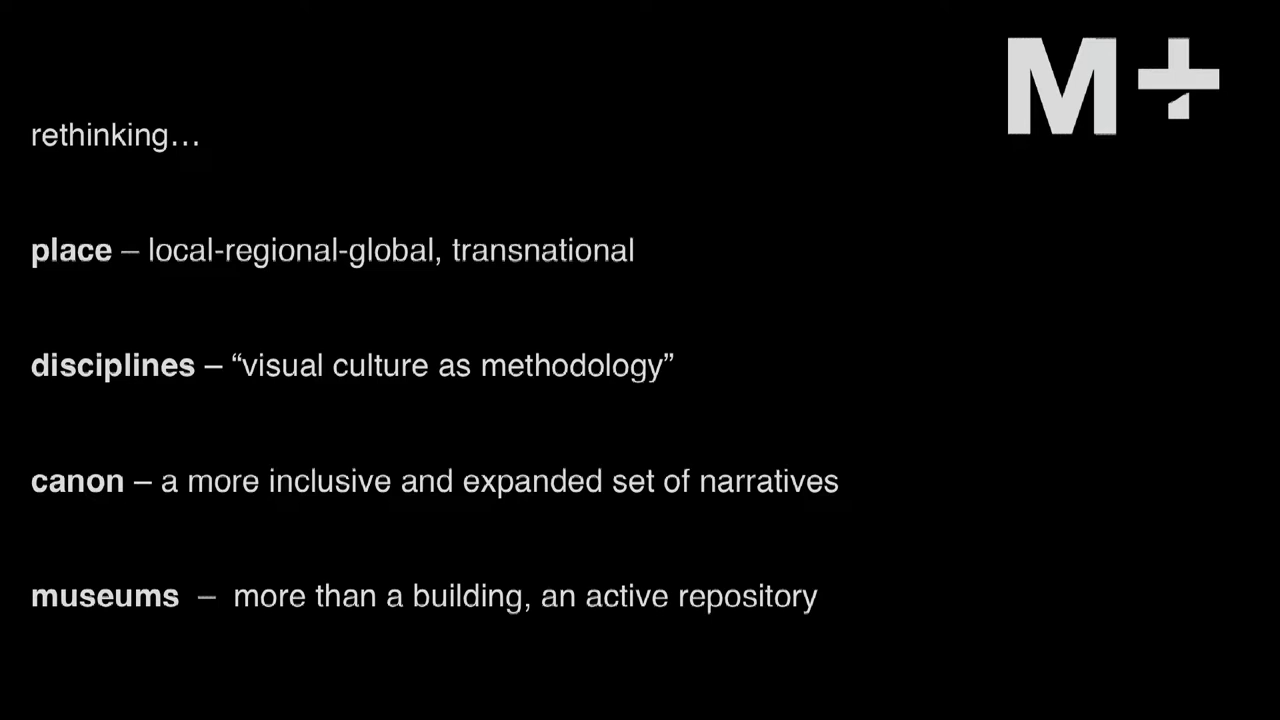 M+
rethinking…
place – local-regional-global, transnational
disciplines – “visual culture as methodology”
canon – a more inclusive and expanded set of narratives
museums – more than a building, an active repository